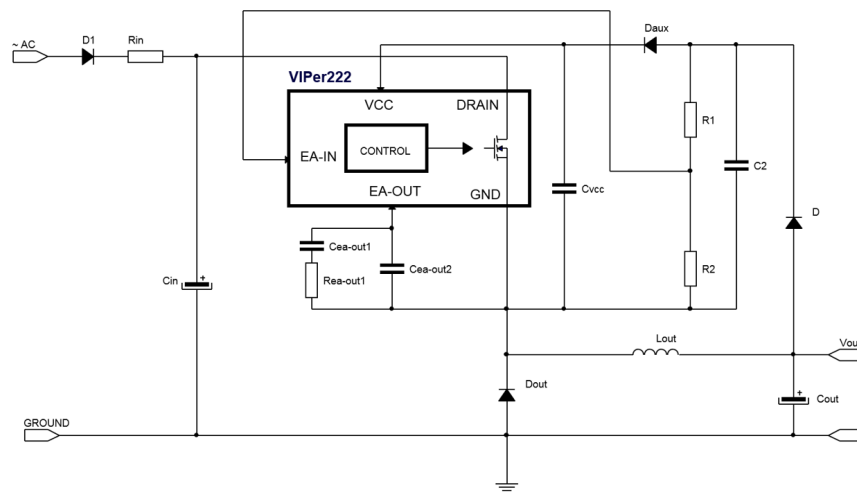 ~ AC
D1
Rin
Daux
VIPer222
VCC
DRAIN
R1
CONTROL
EA-IN
C2
EA-OUT
GND
Cvcc
D
Cea-out1
Cea-out2
R2
Cin
+
Rea-out1
Lout
Vou
Dout
+
Cout
GROUND